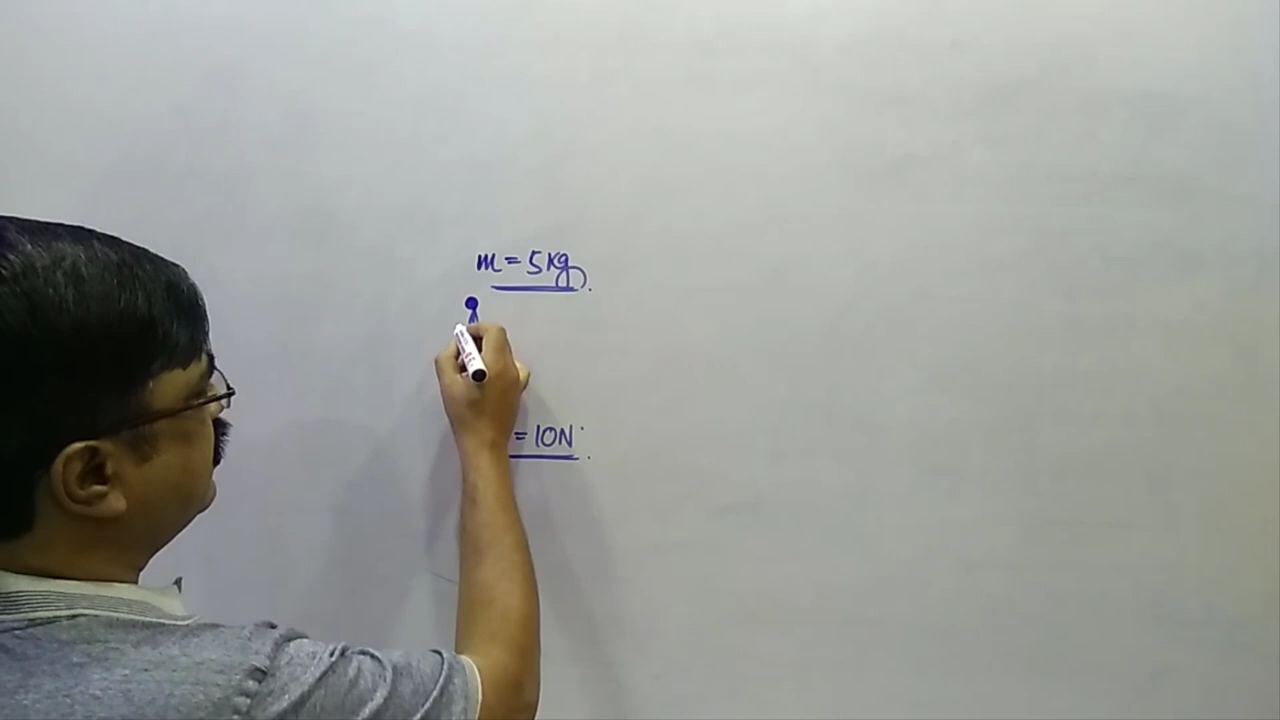 m = 5kg.
= 10N